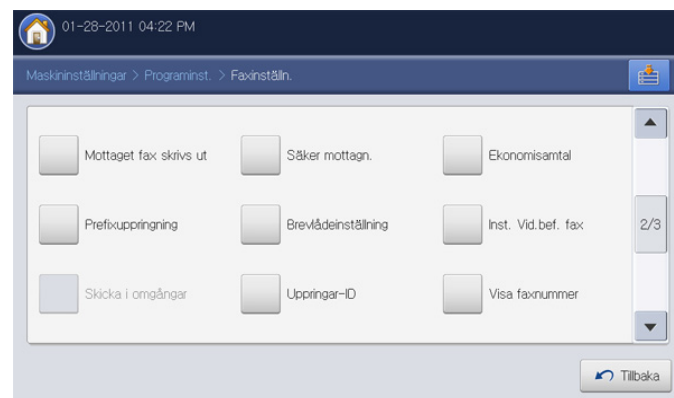 01-28-2011 04:22 PM
Maskininställningar > Programinst. > Faxinställn.
Mottaget fax skrivs ut
Säker mottagn.
Ekonomisamtal
Prefixuppringning
Brevlådeinställning
Inst. Vid.bef. fax
2/3
Skicka i omgångar
Uppringar-ID
Visa faxnummer
Tillbaka